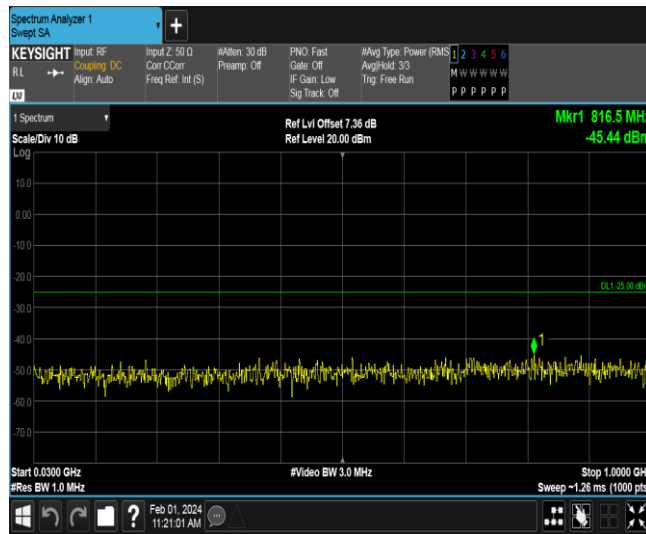 Spectrum Analyzer 1
Swept SA
+
KEYSIGHT
RL
LXI
Input: RF
Coupling: DC
Align: Auto
Input Z: 50 Ω
Corr CCorr
Freq Ref: Int (S)
#Atten: 30 dB
Preamp: Off
PNO: Fast
Gate: Off
IF Gain: Low
Sig Track: Off
#Avg Type: Power (RMS
Avg|Hold: 3/3
Trig: Free Run
1 2 3 4 5 6
M W W W W W
P P P P P P
1 Spectrum
Scale/Div 10 dB
Log
Ref Lvl Offset 7.36 dB
Ref Level 20.00 dBm
Mkr1 816.5 MHz
-45.44 dBm
10.0
0.00
-10.0
-20.0
-30.0
-40.0
-50.0
-60.0
-70.0
DL1 -25.00 dBm
1
Start 0.0300 GHz
#Res BW 1.0 MHz
#Video BW 3.0 MHz
Stop 1.0000 GHz
Sweep ~1.26 ms (1000 pts
?
Feb 01, 2024
11:21:01 AM